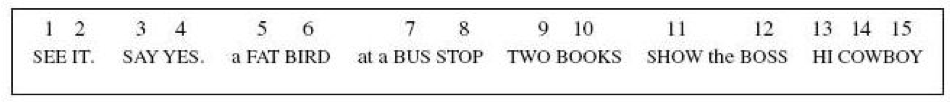 1 2 3 4 5 6 7 8 9 10 11 12 13 14 15
SEE IT. SAY YES. a FAT BIRD at a BUS STOP TWO BOOKS SHOW the BOSS HI COWBOY